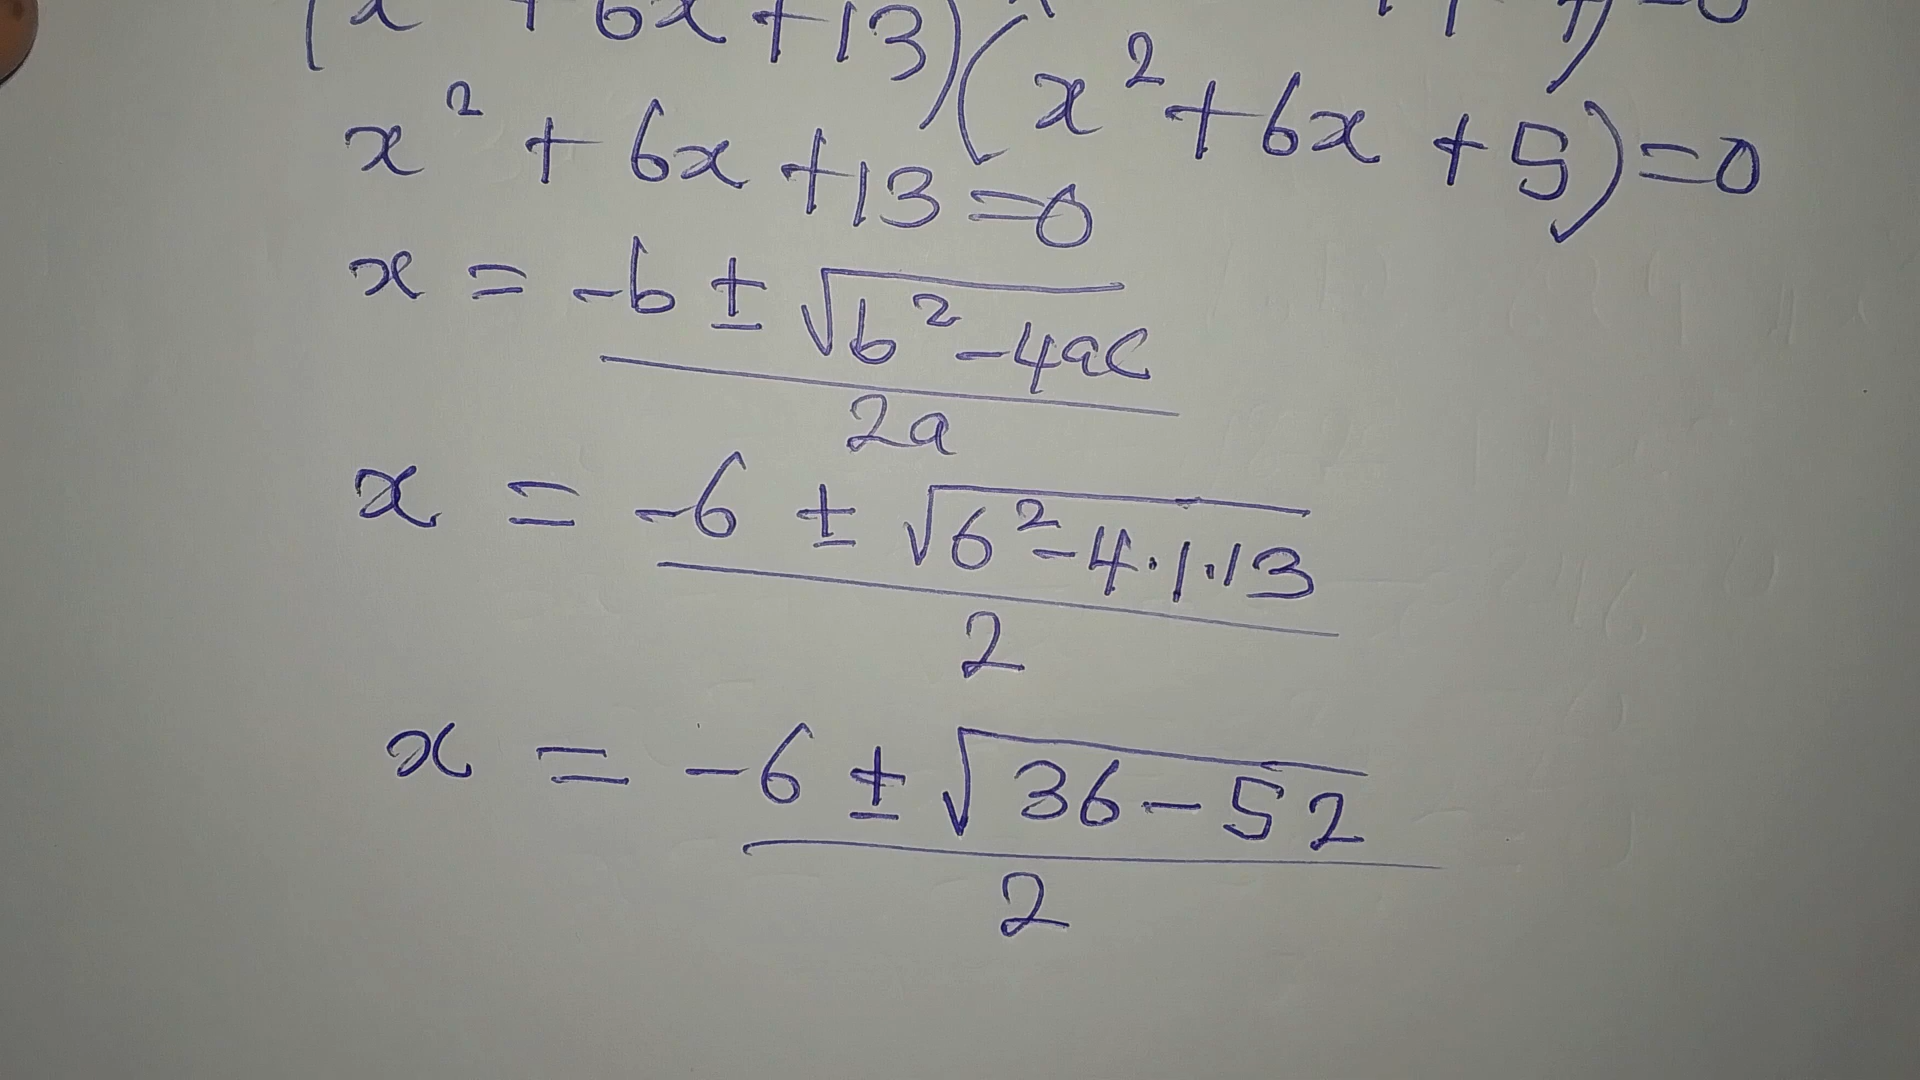 (x² + 6x + 13)(x² + 6x + 5) = 0
x² + 6x + 13 = 0
x = -b ± √b² - 4ac
2a
x = -6 ± √6² - 4.1.13
2
x = -6 ± √36 - 52
2